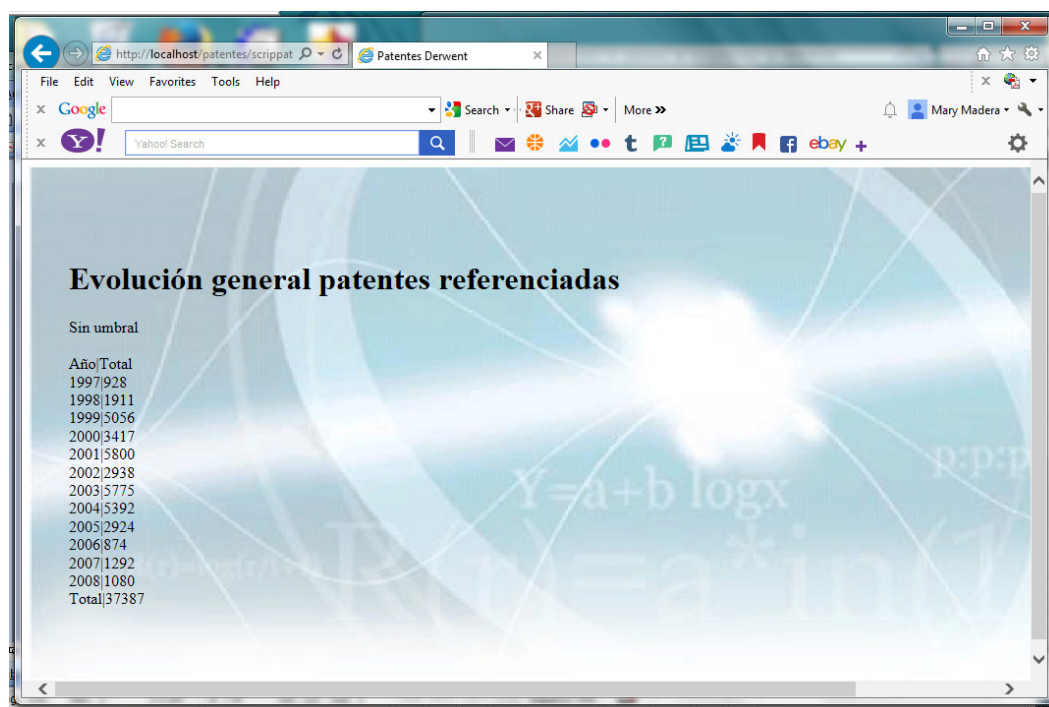 http://localhost/patentes/scrippat
Patentes Derwent
File Edit View Favorites Tools Help
x Google Search Share More » Mary Madera
x Y! Yahoo! Search t ? f ebay +
Evolución general patentes referenciadas
Sin umbral
Año|Total
1997|928
1998|1911
1999|5056
2000|3417
2001|5800
2002|2938
2003|5775
2004|5392
2005|2924
2006|874
2007|1292
2008|1080
Total|37387
p:p:p
Y=a+b logx
R(r)=a*ln(1